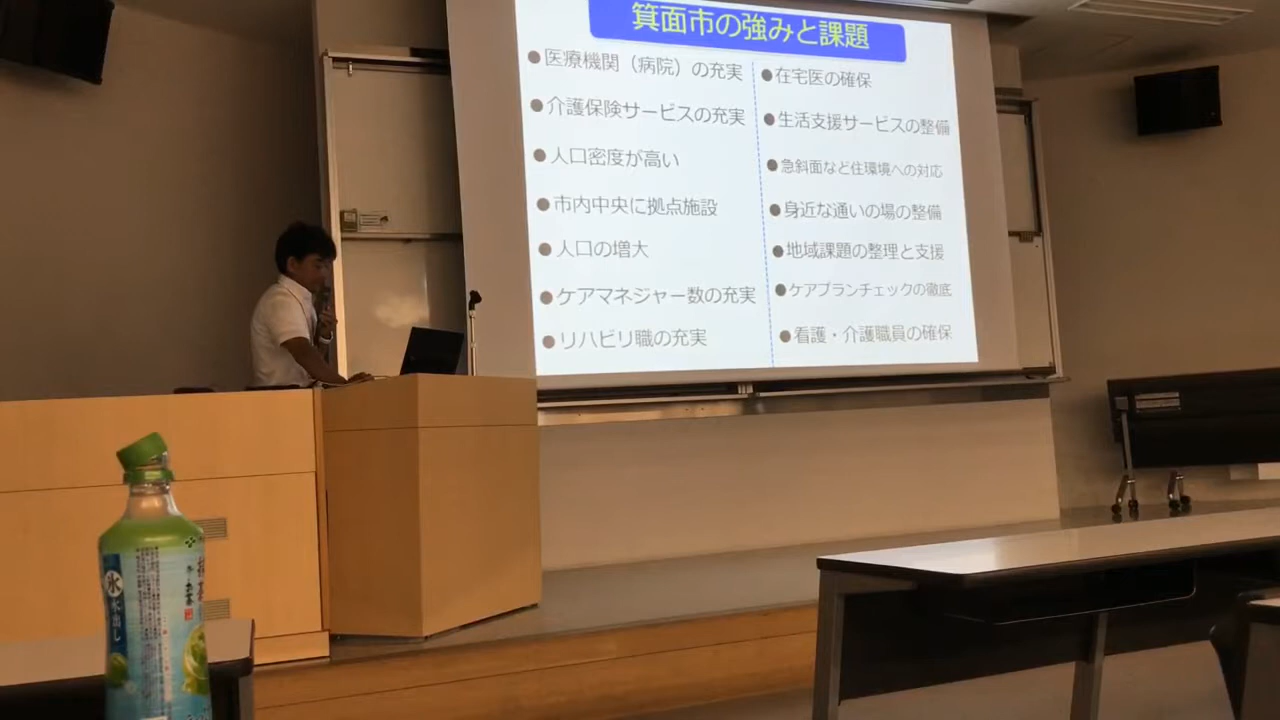 箕面市の強みと課題
●医療機関（病院）の充実
●介護保険サービスの充実
●人口密度が高い
●市内中央に拠点施設
●人口の増大
●ケアマネジャー数の充実
●リハビリ職の充実
●在宅医の確保
●生活支援サービスの整備
●急斜面など住環境への対応
●身近な通いの場の整備
●地域課題の整理と支援
●ケアプランチェックの徹底
●看護・介護職員の確保
氷水出し